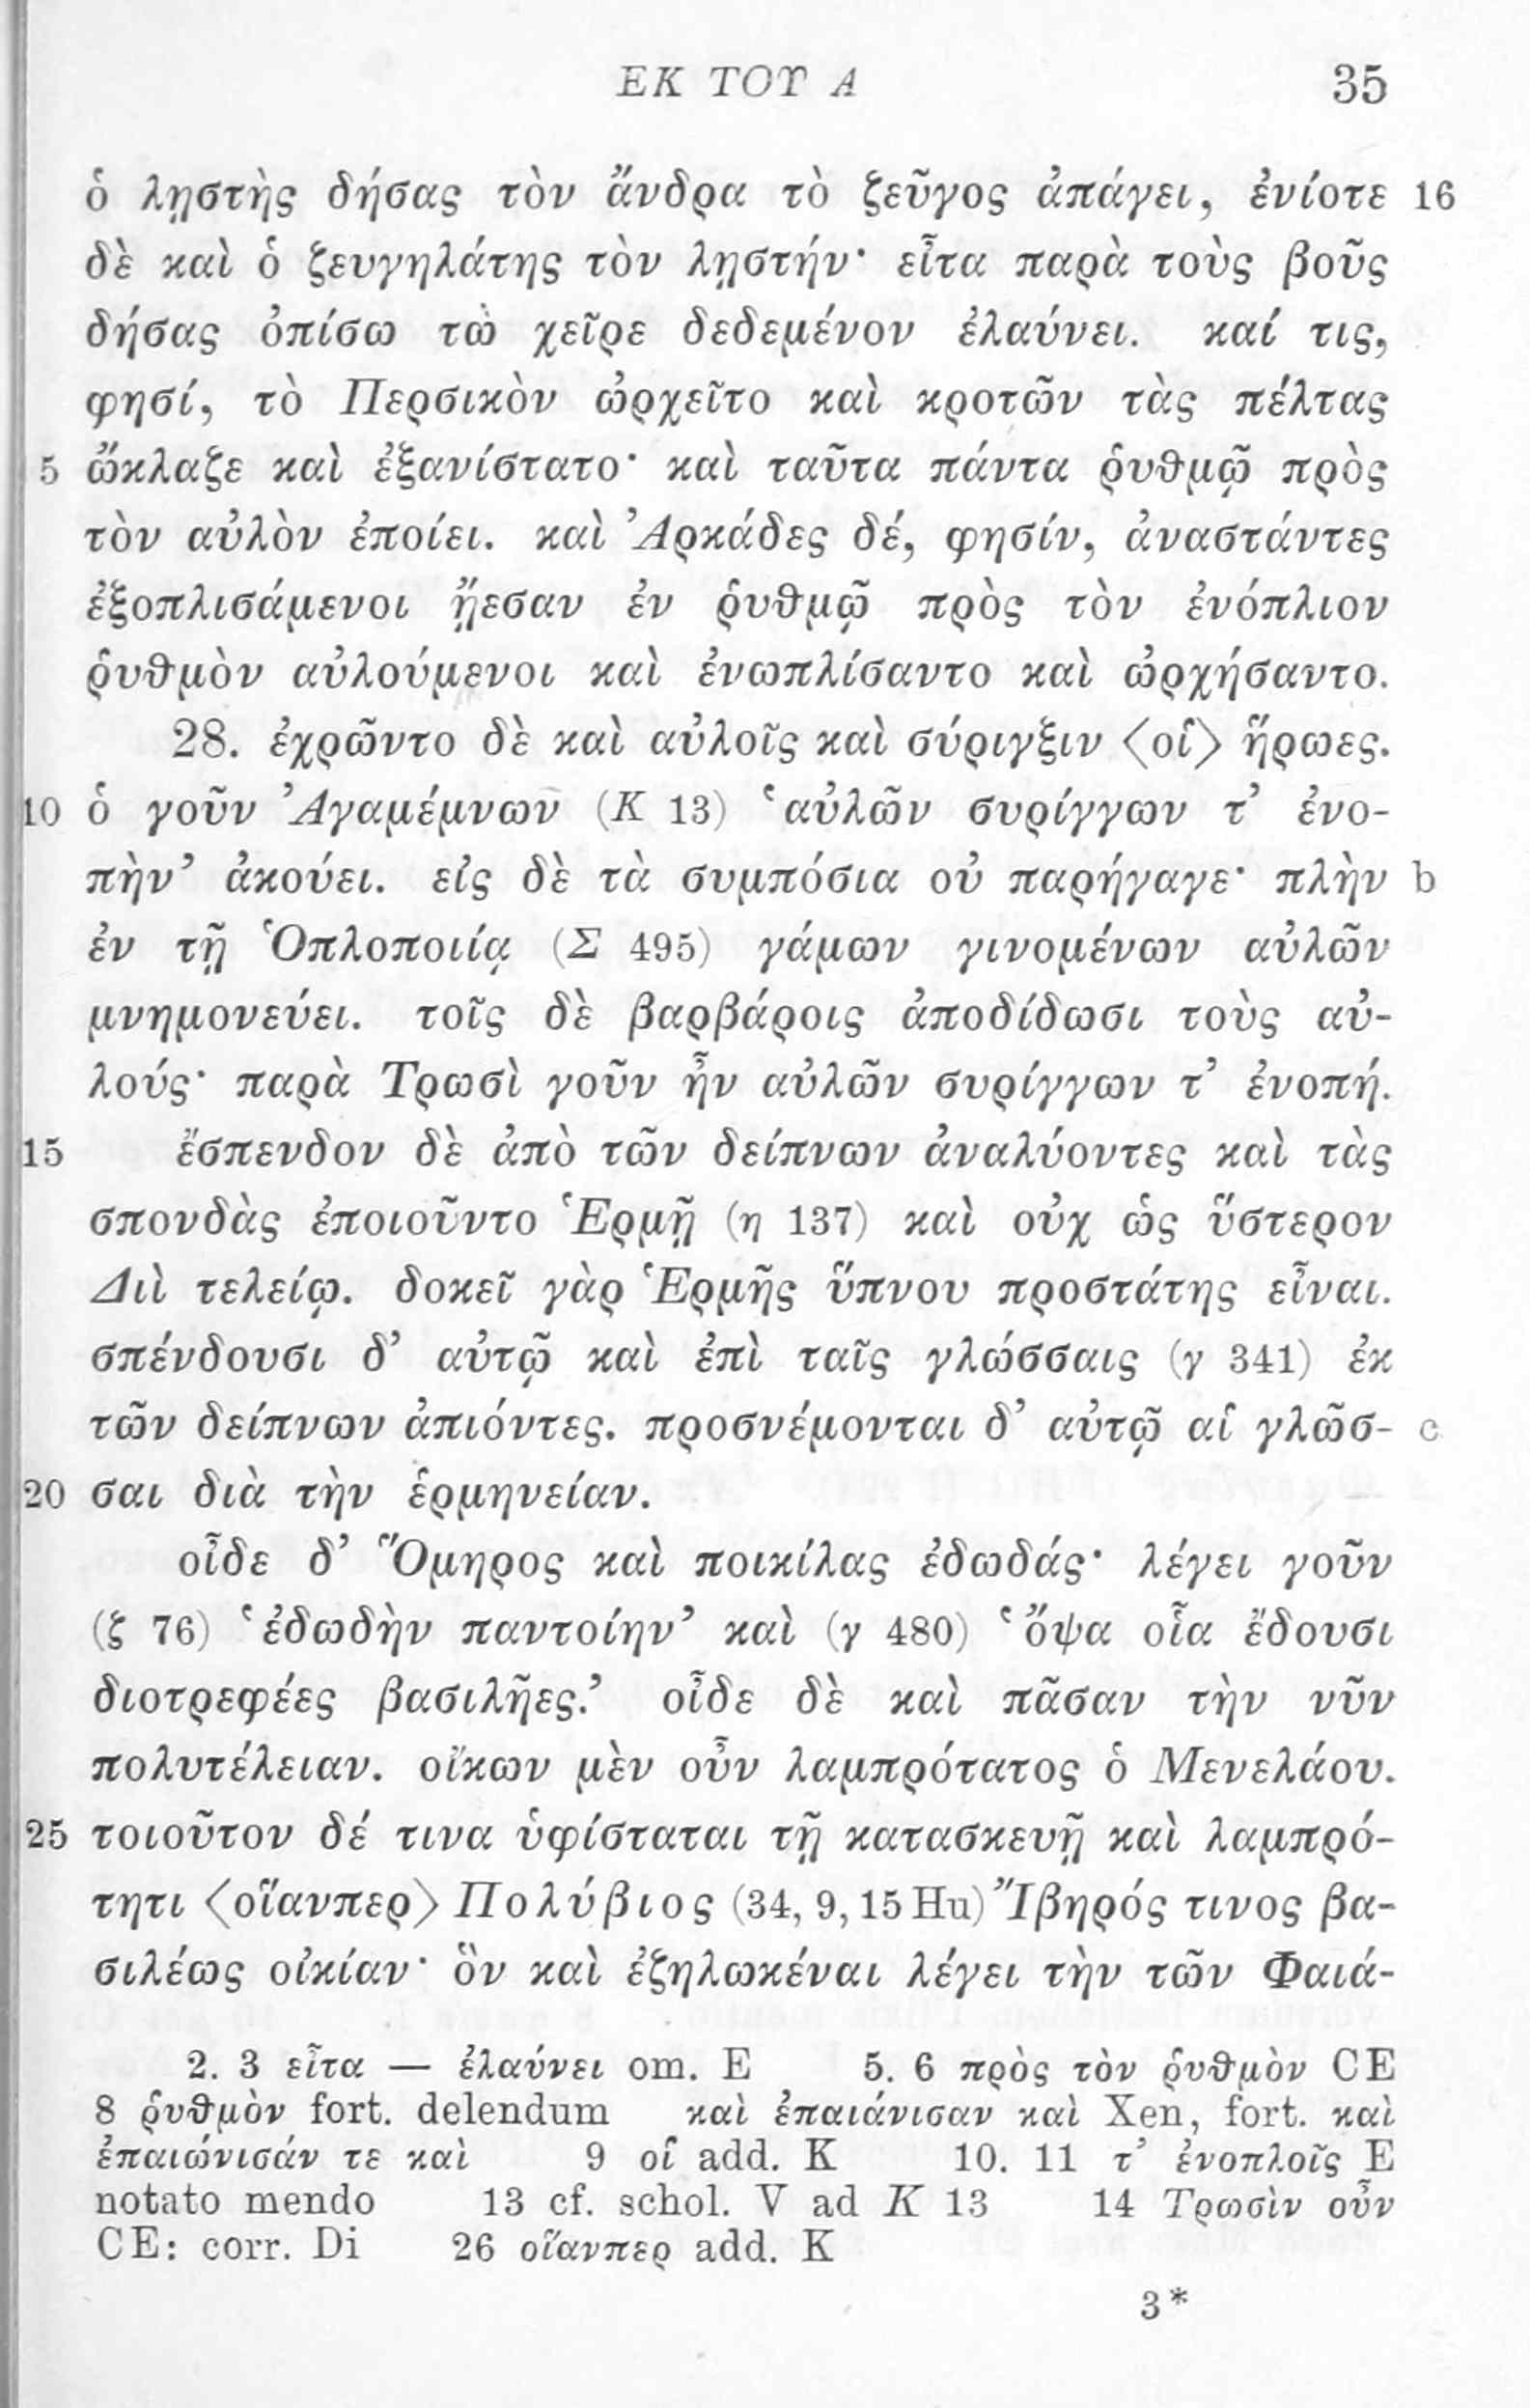 ΕΚ ΤΟΥ Α 35
ὁ λῃστὴς δήσας τὸν ἄνδρα τὸ ζεῦγος ἀπάγει, ἐνίοτε 16
δὲ καὶ ὁ ζευγηλάτης τὸν λῃστήν· εἶτα παρὰ τοὺς βοῦς
δήσας ὀπίσω τὼ χεῖρε δεδεμένον ἐλαύνει. καί τις,
φησί, τὸ Περσικὸν ὠρχεῖτο καὶ κροτῶν τὰς πέλτας
5 ὤκλαζε καὶ ἐξανίστατο· καὶ ταῦτα πάντα ῥυθμῷ πρὸς
τὸν αὐλὸν ἐποίει. καὶ Ἀρκάδες δέ, φησίν, ἀναστάντες
ἐξοπλισάμενοι ᾔεσαν ἐν ῥυθμῷ πρὸς τὸν ἐνόπλιον
ῥυθμὸν αὐλούμενοι καὶ ἐνωπλίσαντο καὶ ὠρχήσαντο.
28. ἐχρῶντο δὲ καὶ αὐλοῖς καὶ σύριγξιν ⟨οἱ⟩ ἥρωες.
10 ὁ γοῦν Ἀγαμέμνων (Κ 13) ‘αὐλῶν συρίγγων τ’ ἐνο-
πὴν’ ἀκούει. εἰς δὲ τὰ συμπόσια οὐ παρήγαγε· πλὴν b
ἐν τῇ Ὁπλοποιίᾳ (Σ 495) γάμων γινομένων αὐλῶν
μνημονεύει. τοῖς δὲ βαρβάροις ἀποδίδωσι τοὺς αὐ-
λούς· παρὰ Τρωσὶ γοῦν ἦν αὐλῶν συρίγγων τ’ ἐνοπή.
15 ἔσπενδον δὲ ἀπὸ τῶν δείπνων ἀναλύοντες καὶ τὰς
σπονδὰς ἐποιοῦντο Ἑρμῇ (η 137) καὶ οὐχ ὡς ὕστερον
Διὶ τελείῳ. δοκεῖ γὰρ Ἑρμῆς ὕπνου προστάτης εἶναι.
σπένδουσι δ’ αὐτῷ καὶ ἐπὶ ταῖς γλώσσαις (γ 341) ἐκ
τῶν δείπνων ἀπιόντες. προσνέμονται δ’ αὐτῷ αἱ γλῶσ- c
20 σαι διὰ τὴν ἑρμηνείαν.
οἶδε δ’ Ὅμηρος καὶ ποικίλας ἐδωδάς· λέγει γοῦν
(ζ 76) ‘ἐδωδὴν παντοίην’ καὶ (γ 480) ‘ὄψα οἷα ἔδουσι
διοτρεφέες βασιλῆες.’ οἶδε δὲ καὶ πᾶσαν τὴν νῦν
πολυτέλειαν. οἴκων μὲν οὖν λαμπρότατος ὁ Μενελάου.
25 τοιοῦτον δέ τινα ὑφίσταται τῇ κατασκευῇ καὶ λαμπρό-
τητι ⟨οἵανπερ⟩ Πολύβιος (34, 9, 15 Hu) Ἴβηρός τινος βα-
σιλέως οἰκίαν· ὃν καὶ ἐζηλωκέναι λέγει τὴν τῶν Φαιά-
2. 3 εἶτα — ἐλαύνει om. E 5. 6 πρὸς τὸν ῥυθμὸν CE
8 ῥυθμὸν fort. delendum καὶ ἐπαιάνισαν καὶ Xen, fort. καὶ
ἐπαιώνισάν τε καὶ 9 οἱ add. K 10. 11 τ’ ἐνοπλοῖς E
notato mendo 13 cf. schol. V ad Κ 13 14 Τρωσὶν οὖν
CE: corr. Di 26 οἵανπερ add. K
3*